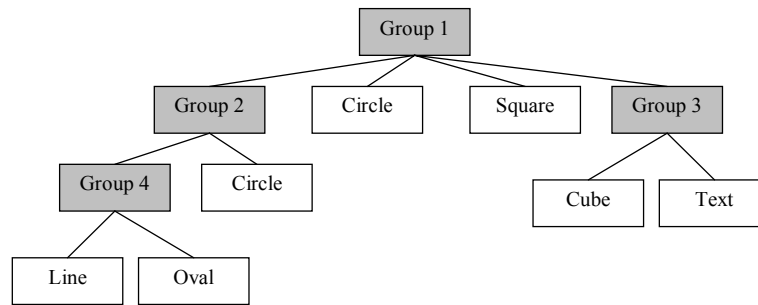 Group 1
Group 2
Circle
Square
Group 3
Group 4
Circle
Cube
Text
Line
Oval